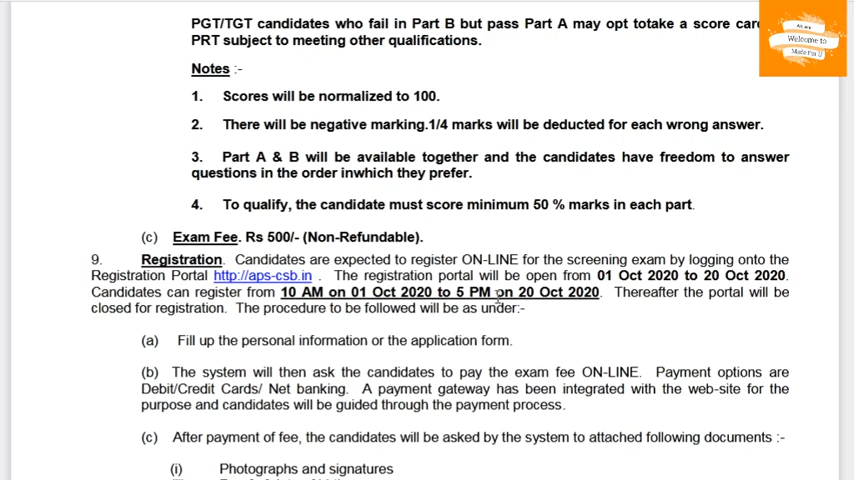 PGT/TGT candidates who fail in Part B but pass Part A may opt totake a score
PRT subject to meeting other qualifications.
Notes :-
1. Scores will be normalized to 100.
2. There will be negative marking.1/4 marks will be deducted for each wrong answer.
3. Part A & B will be available together and the candidates have freedom to answer
questions in the order inwhich they prefer.
4. To qualify, the candidate must score minimum 50 % marks in each part.
(c) Exam Fee. Rs 500/- (Non-Refundable).
9. Registration. Candidates are expected to register ON-LINE for the screening exam by logging onto the
Registration Portal http://aps-csb.in . The registration portal will be open from 01 Oct 2020 to 20 Oct 2020.
Candidates can register from 10 AM on 01 Oct 2020 to 5 PM on 20 Oct 2020. Thereafter the portal will be
closed for registration. The procedure to be followed will be as under:-
(a) Fill up the personal information or the application form.
(b) The system will then ask the candidates to pay the exam fee ON-LINE. Payment options are
Debit/Credit Cards/ Net banking. A payment gateway has been integrated with the web-site for the
purpose and candidates will be guided through the payment process.
(c) After payment of fee, the candidates will be asked by the system to attached following documents :-
(i) Photographs and signatures
Welcome to